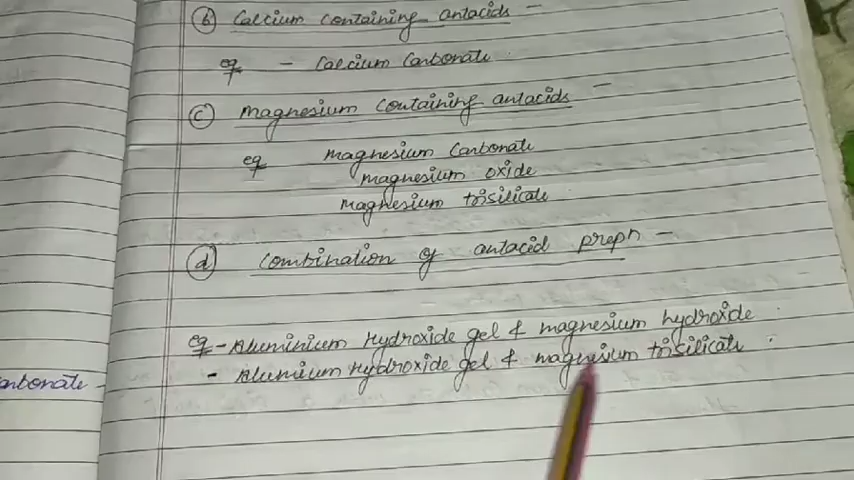 (b) Calcium containing antacids -
eg - Calcium Carbonate
(c) Magnesium containing antacids -
eg magnesium Carbonate
magnesium oxide
magnesium trisilicate
(d) Combination of antacid prepn -
eg - Aluminium Hydroxide gel & magnesium hydroxide
- Aluminium Hydroxide gel & magnesium trisilicate
arbonate -